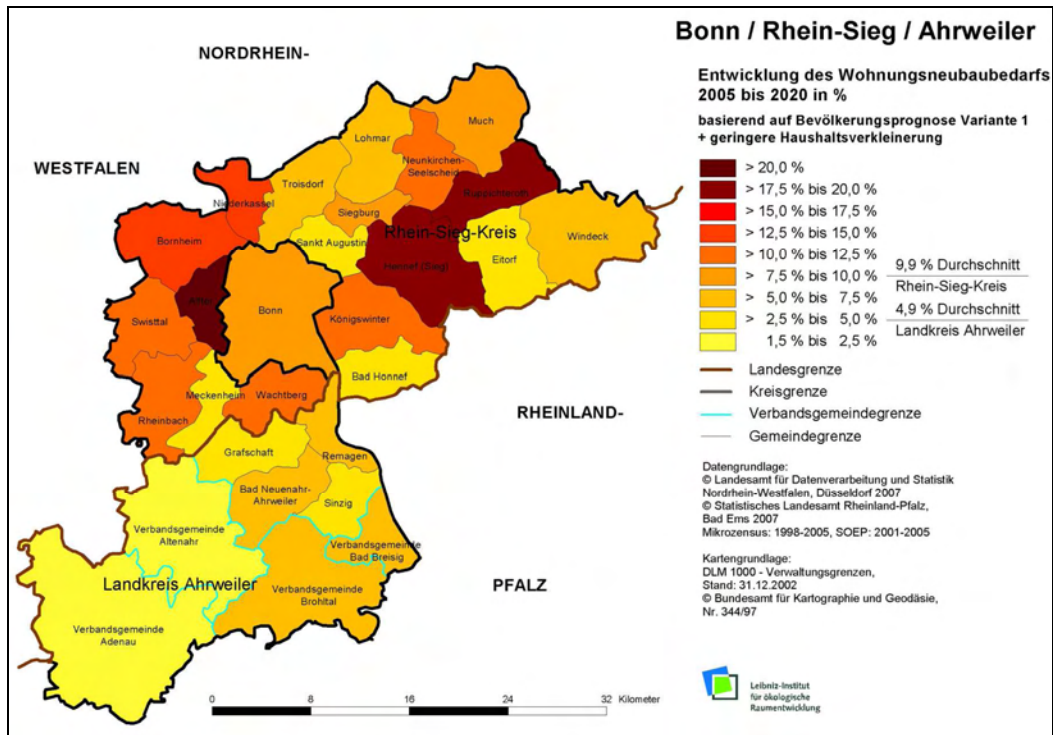 Bonn / Rhein-Sieg / Ahrweiler
NORDRHEIN-
WESTFALEN
RHEINLAND-
PFALZ
Much
Lohmar
Neunkirchen-
Seelscheid
Ruppichteroth
Troisdorf
Niederkassel
Siegburg
Sankt Augustin
Rhein-Sieg-Kreis
Windeck
Eitorf
Hennef (Sieg)
Bornheim
Alfter
Bonn
Swisttal
Königswinter
Bad Honnef
Meckenheim
Wachtberg
Rheinbach
Grafschaft
Remagen
Bad Neuenahr-
Ahrweiler
Sinzig
Verbandsgemeinde
Altenahr
Verbandsgemeinde
Bad Breisig
Landkreis Ahrweiler
Verbandsgemeinde
Brohltal
Verbandsgemeinde
Adenau
0 8 16 24 32 Kilometer
Entwicklung des Wohnungsneubaubedarfs
2005 bis 2020 in %
basierend auf Bevölkerungsprognose Variante 1
+ geringere Haushaltsverkleinerung
> 20,0 %
> 17,5 % bis 20,0 %
> 15,0 % bis 17,5 %
> 12,5 % bis 15,0 %
> 10,0 % bis 12,5 %
> 7,5 % bis 10,0 %
> 5,0 % bis 7,5 %
> 2,5 % bis 5,0 %
1,5 % bis 2,5 %
9,9 % Durchschnitt
Rhein-Sieg-Kreis
4,9 % Durchschnitt
Landkreis Ahrweiler
Landesgrenze
Kreisgrenze
Verbandsgemeindegrenze
Gemeindegrenze
Datengrundlage:
© Landesamt für Datenverarbeitung und Statistik
Nordrhein-Westfalen, Düsseldorf 2007
© Statistisches Landesamt Rheinland-Pfalz,
Bad Ems 2007
Mikrozensus: 1998-2005, SOEP: 2001-2005
Kartengrundlage:
DLM 1000 - Verwaltungsgrenzen,
Stand: 31.12.2002
© Bundesamt für Kartographie und Geodäsie,
Nr. 344/97
Leibniz-Institut
für ökologische
Raumentwicklung